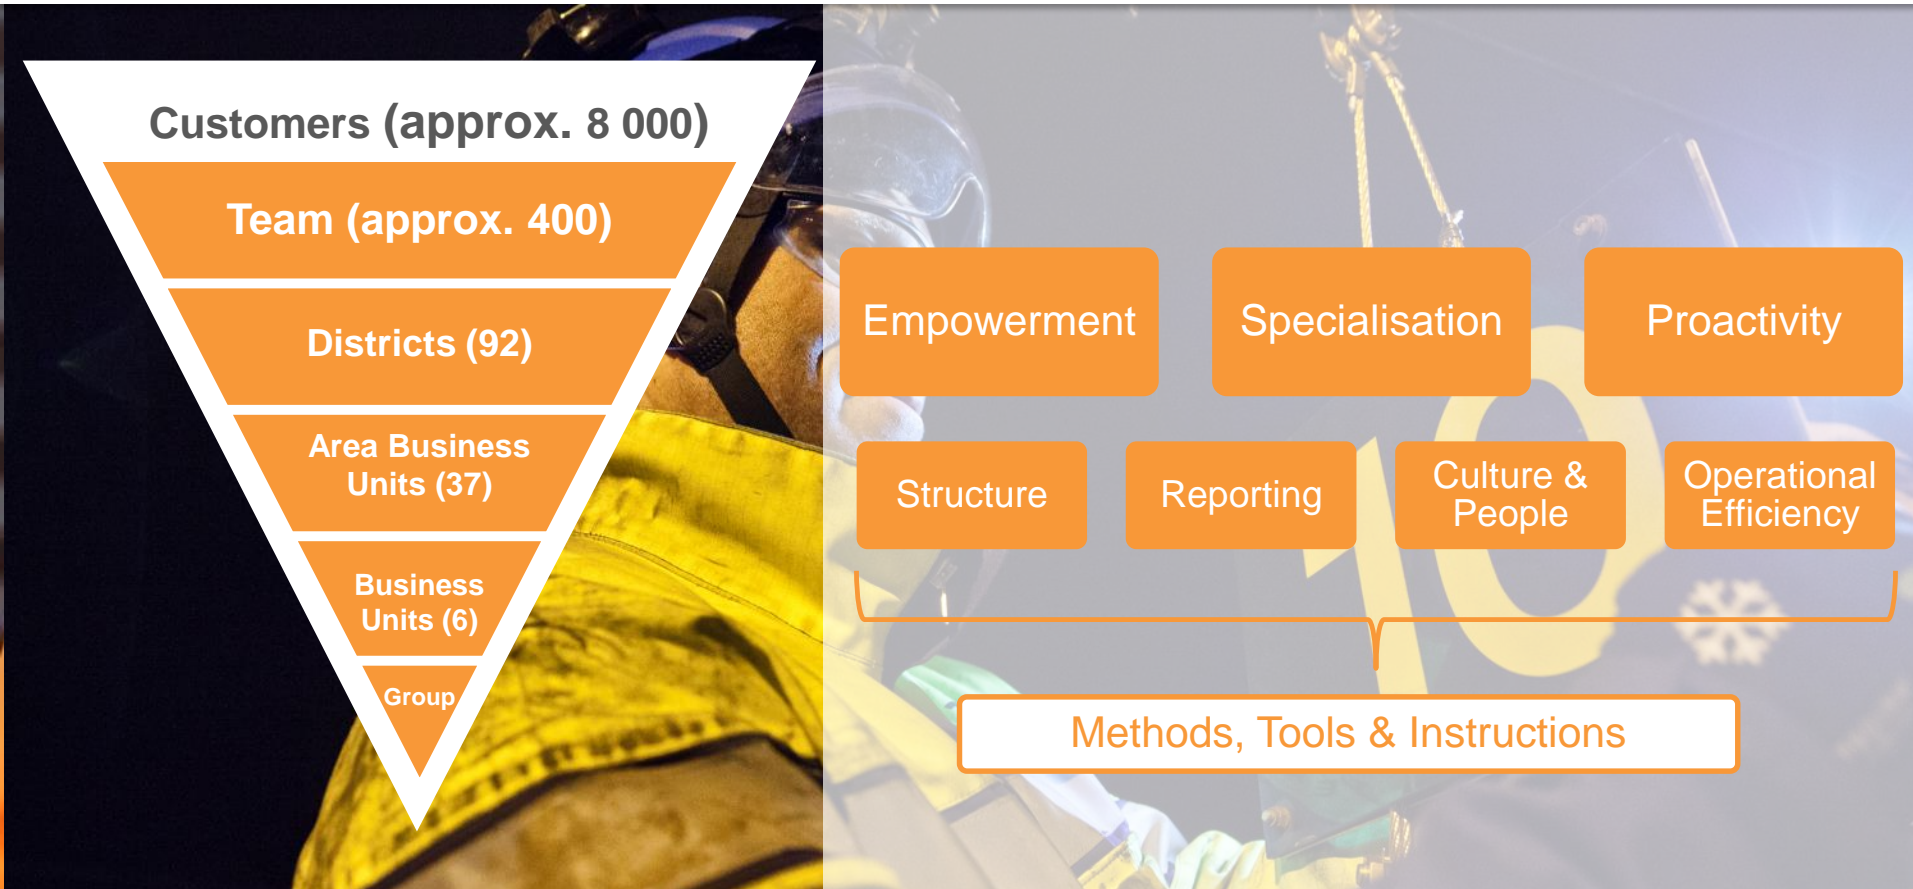 Customers (approx. 8 000)
Team (approx. 400)
Districts (92)
Area Business
Units (37)
Business
Units (6)
Group
Empowerment
Specialisation
Proactivity
Structure
Reporting
Culture &
People
Operational
Efficiency
10
Methods, Tools & Instructions